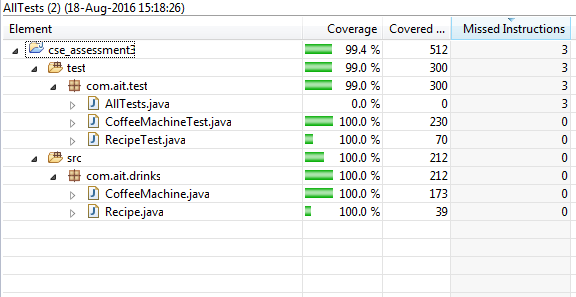 AllTests (2) (18-Aug-2016 15:18:26)
Element Coverage Covered ... Missed Instructions
cse_assessment3 99.4 % 512 3
test 99.0 % 300 3
com.ait.test 99.0 % 300 3
AllTests.java 0.0 % 0 3
CoffeeMachineTest.java 100.0 % 230 0
RecipeTest.java 100.0 % 70 0
src 100.0 % 212 0
com.ait.drinks 100.0 % 212 0
CoffeeMachine.java 100.0 % 173 0
Recipe.java 100.0 % 39 0